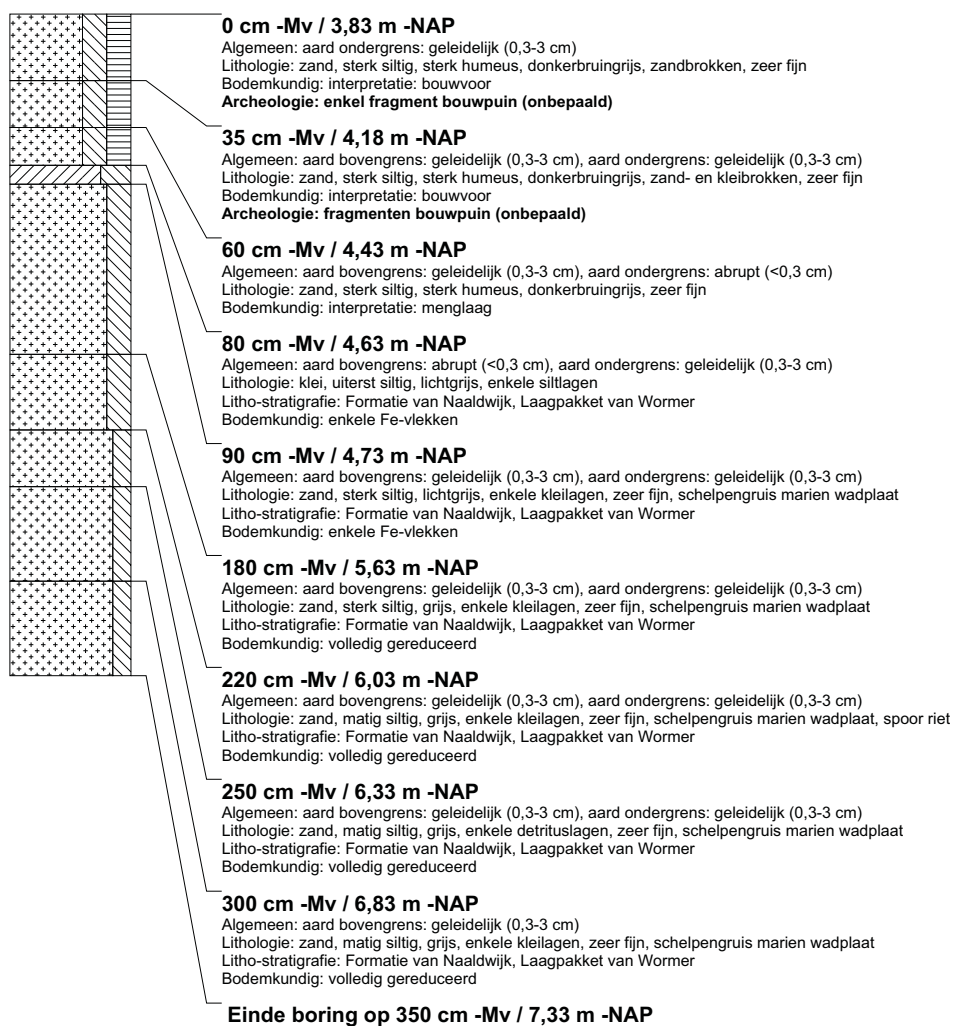 0 cm -Mv / 3,83 m -NAP
Algemeen: aard ondergrens: geleidelijk (0,3-3 cm)
Lithologie: zand, sterk siltig, sterk humeus, donkerbruingrijs, zandbrokken, zeer fijn
Bodemkundig: interpretatie: bouwvoor
Archeologie: enkel fragment bouwpuin (onbepaald)
35 cm -Mv / 4,18 m -NAP
Algemeen: aard bovengrens: geleidelijk (0,3-3 cm), aard ondergrens: geleidelijk (0,3-3 cm)
Lithologie: zand, sterk siltig, sterk humeus, donkerbruingrijs, zand- en kleibrokken, zeer fijn
Bodemkundig: interpretatie: bouwvoor
Archeologie: fragmenten bouwpuin (onbepaald)
60 cm -Mv / 4,43 m -NAP
Algemeen: aard bovengrens: geleidelijk (0,3-3 cm), aard ondergrens: abrupt (<0,3 cm)
Lithologie: zand, sterk siltig, sterk humeus, donkerbruingrijs, zeer fijn
Bodemkundig: interpretatie: menglaag
80 cm -Mv / 4,63 m -NAP
Algemeen: aard bovengrens: abrupt (<0,3 cm), aard ondergrens: geleidelijk (0,3-3 cm)
Lithologie: klei, uiterst siltig, lichtgrijs, enkele siltlagen
Litho-stratigrafie: Formatie van Naaldwijk, Laagpakket van Wormer
Bodemkundig: enkele Fe-vlekken
90 cm -Mv / 4,73 m -NAP
Algemeen: aard bovengrens: geleidelijk (0,3-3 cm), aard ondergrens: geleidelijk (0,3-3 cm)
Lithologie: zand, sterk siltig, lichtgrijs, enkele kleilagen, zeer fijn, schelpengruis marien wadplaat
Litho-stratigrafie: Formatie van Naaldwijk, Laagpakket van Wormer
Bodemkundig: enkele Fe-vlekken
180 cm -Mv / 5,63 m -NAP
Algemeen: aard bovengrens: geleidelijk (0,3-3 cm), aard ondergrens: geleidelijk (0,3-3 cm)
Lithologie: zand, sterk siltig, grijs, enkele kleilagen, zeer fijn, schelpengruis marien wadplaat
Litho-stratigrafie: Formatie van Naaldwijk, Laagpakket van Wormer
Bodemkundig: volledig gereduceerd
220 cm -Mv / 6,03 m -NAP
Algemeen: aard bovengrens: geleidelijk (0,3-3 cm), aard ondergrens: geleidelijk (0,3-3 cm)
Lithologie: zand, matig siltig, grijs, enkele kleilagen, zeer fijn, schelpengruis marien wadplaat, spoor riet
Litho-stratigrafie: Formatie van Naaldwijk, Laagpakket van Wormer
Bodemkundig: volledig gereduceerd
250 cm -Mv / 6,33 m -NAP
Algemeen: aard bovengrens: geleidelijk (0,3-3 cm), aard ondergrens: geleidelijk (0,3-3 cm)
Lithologie: zand, matig siltig, grijs, enkele detrituslagen, zeer fijn, schelpengruis marien wadplaat
Litho-stratigrafie: Formatie van Naaldwijk, Laagpakket van Wormer
Bodemkundig: volledig gereduceerd
300 cm -Mv / 6,83 m -NAP
Algemeen: aard bovengrens: geleidelijk (0,3-3 cm)
Lithologie: zand, matig siltig, grijs, enkele kleilagen, zeer fijn, schelpengruis marien wadplaat
Litho-stratigrafie: Formatie van Naaldwijk, Laagpakket van Wormer
Bodemkundig: volledig gereduceerd
Einde boring op 350 cm -Mv / 7,33 m -NAP